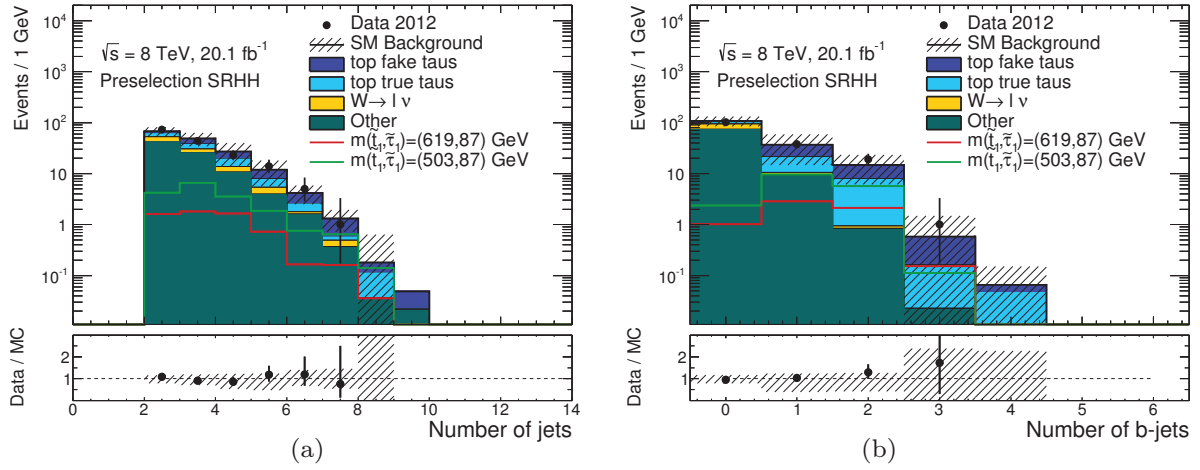 Events / 1 GeV
10⁴
10³
10²
10
1
10⁻¹
√s = 8 TeV, 20.1 fb⁻¹
Preselection SRHH
Data 2012
SM Background
top fake taus
top true taus
W→ l ν
Other
m(t̃₁,τ̃₁)=(619,87) GeV
m(t̃₁,τ̃₁)=(503,87) GeV
Data / MC
2
1
0 2 4 6 8 10 12 14
Number of jets
(a)
Events / 1 GeV
10⁴
10³
10²
10
1
10⁻¹
√s = 8 TeV, 20.1 fb⁻¹
Preselection SRHH
Data 2012
SM Background
top fake taus
top true taus
W→ l ν
Other
m(t̃₁,τ̃₁)=(619,87) GeV
m(t̃₁,τ̃₁)=(503,87) GeV
Data / MC
2
1
0 1 2 3 4 5 6
Number of b-jets
(b)